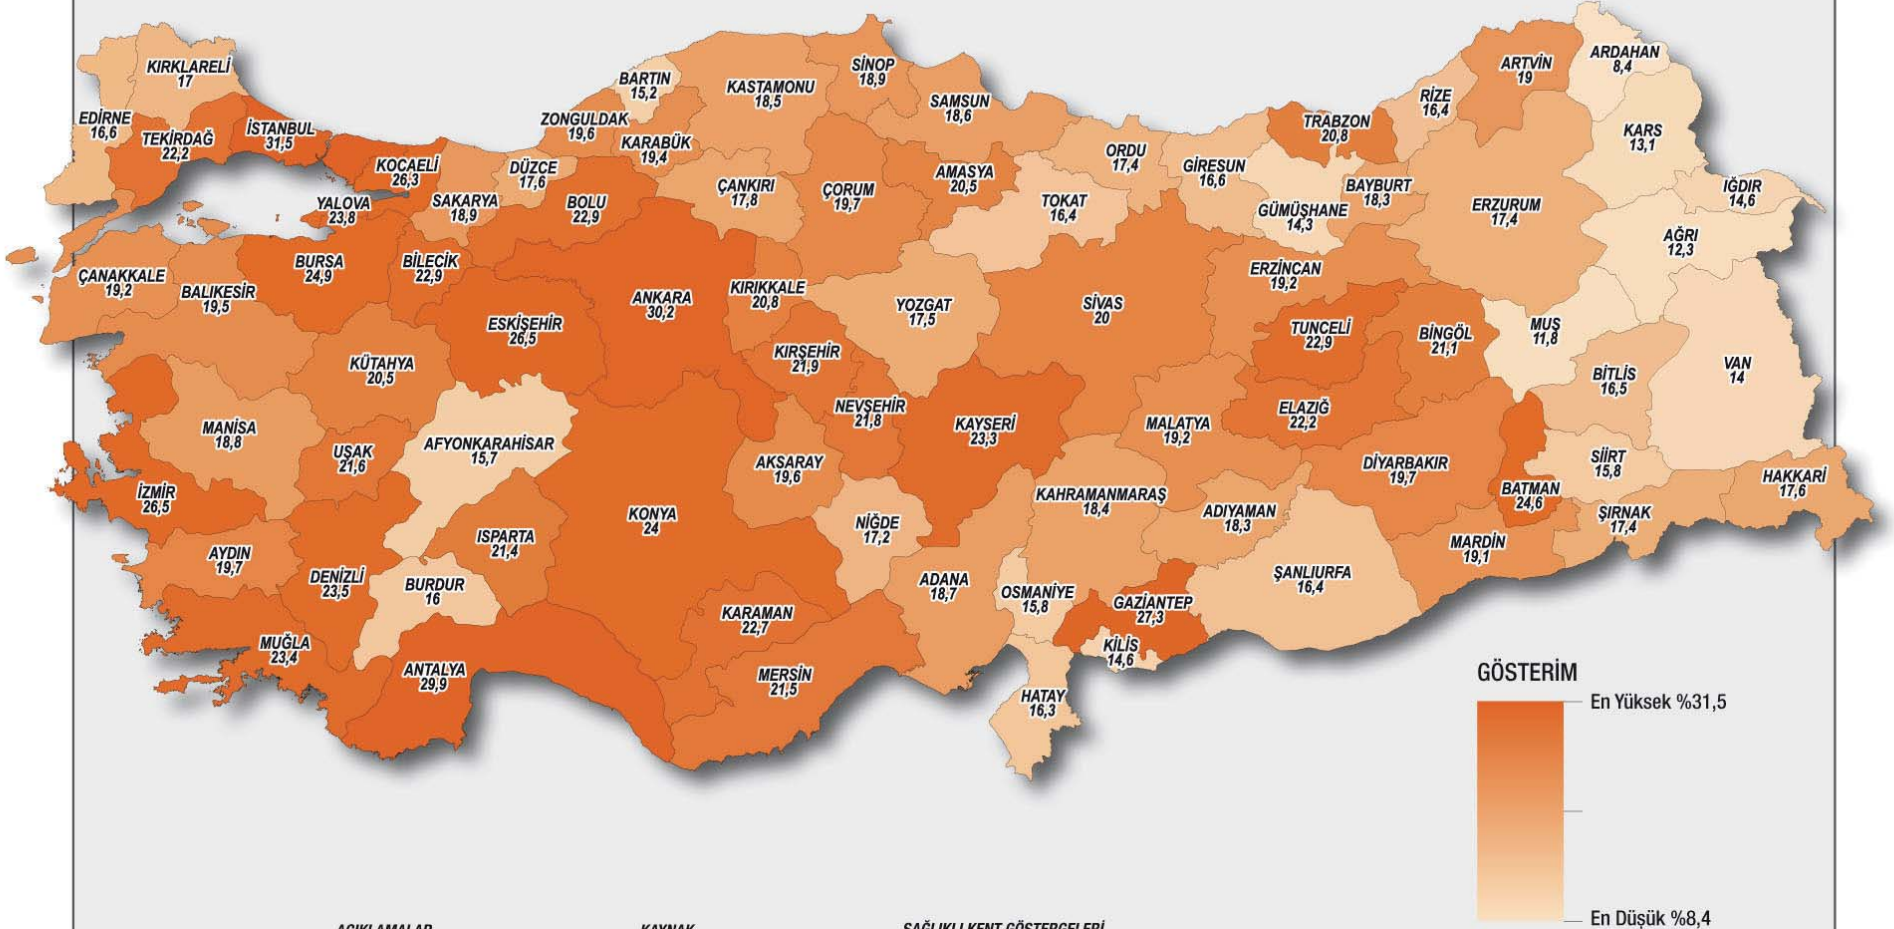 KIRKLARELİ
17
EDİRNE
16,6
TEKİRDAĞ
22,2
İSTANBUL
31,5
KOCAELİ
26,3
YALOVA
23,8
SAKARYA
18,9
DÜZCE
17,6
BOLU
22,9
ZONGULDAK
19,6
BARTIN
15,2
KARABÜK
19,4
KASTAMONU
18,5
SİNOP
18,9
SAMSUN
18,6
ÇANKIRI
17,8
ÇORUM
19,7
AMASYA
20,5
TOKAT
16,4
ORDU
17,4
GİRESUN
16,6
TRABZON
20,8
GÜMÜŞHANE
14,3
BAYBURT
18,3
RİZE
16,4
ARTVİN
19
ARDAHAN
8,4
KARS
13,1
IĞDIR
14,6
AĞRI
12,3
ERZURUM
17,4
ERZİNCAN
19,2
ÇANAKKALE
19,2
BALIKESİR
19,5
BURSA
24,9
BİLECİK
22,9
ESKİŞEHİR
26,5
ANKARA
30,2
KIRIKKALE
20,8
YOZGAT
17,5
SİVAS
20
TUNCELİ
22,9
BİNGÖL
21,1
MUŞ
11,8
BİTLİS
16,5
VAN
14
KÜTAHYA
20,5
KIRŞEHİR
21,9
NEVŞEHİR
21,8
KAYSERİ
23,3
MALATYA
19,2
ELAZIĞ
22,2
MANİSA
18,8
UŞAK
21,6
AFYONKARAHİSAR
15,7
AKSARAY
19,6
DİYARBAKIR
19,7
BATMAN
24,6
SİİRT
15,8
HAKKARİ
17,6
ŞIRNAK
17,4
İZMİR
26,5
KONYA
24
NİĞDE
17,2
KAHRAMANMARAŞ
18,4
ADIYAMAN
18,3
MARDİN
19,1
AYDIN
19,7
DENİZLİ
23,5
ISPARTA
21,4
BURDUR
16
KARAMAN
22,7
ADANA
18,7
OSMANİYE
15,8
GAZİANTEP
27,3
ŞANLIURFA
16,4
MUĞLA
23,4
ANTALYA
29,9
MERSİN
21,5
KİLİS
14,6
HATAY
16,3
GÖSTERİM
En Yüksek %31,5
En Düşük %8,4
AÇIKLAMALAR
KAYNAK
SAĞLIKLI KENT GÖSTERGELERİ